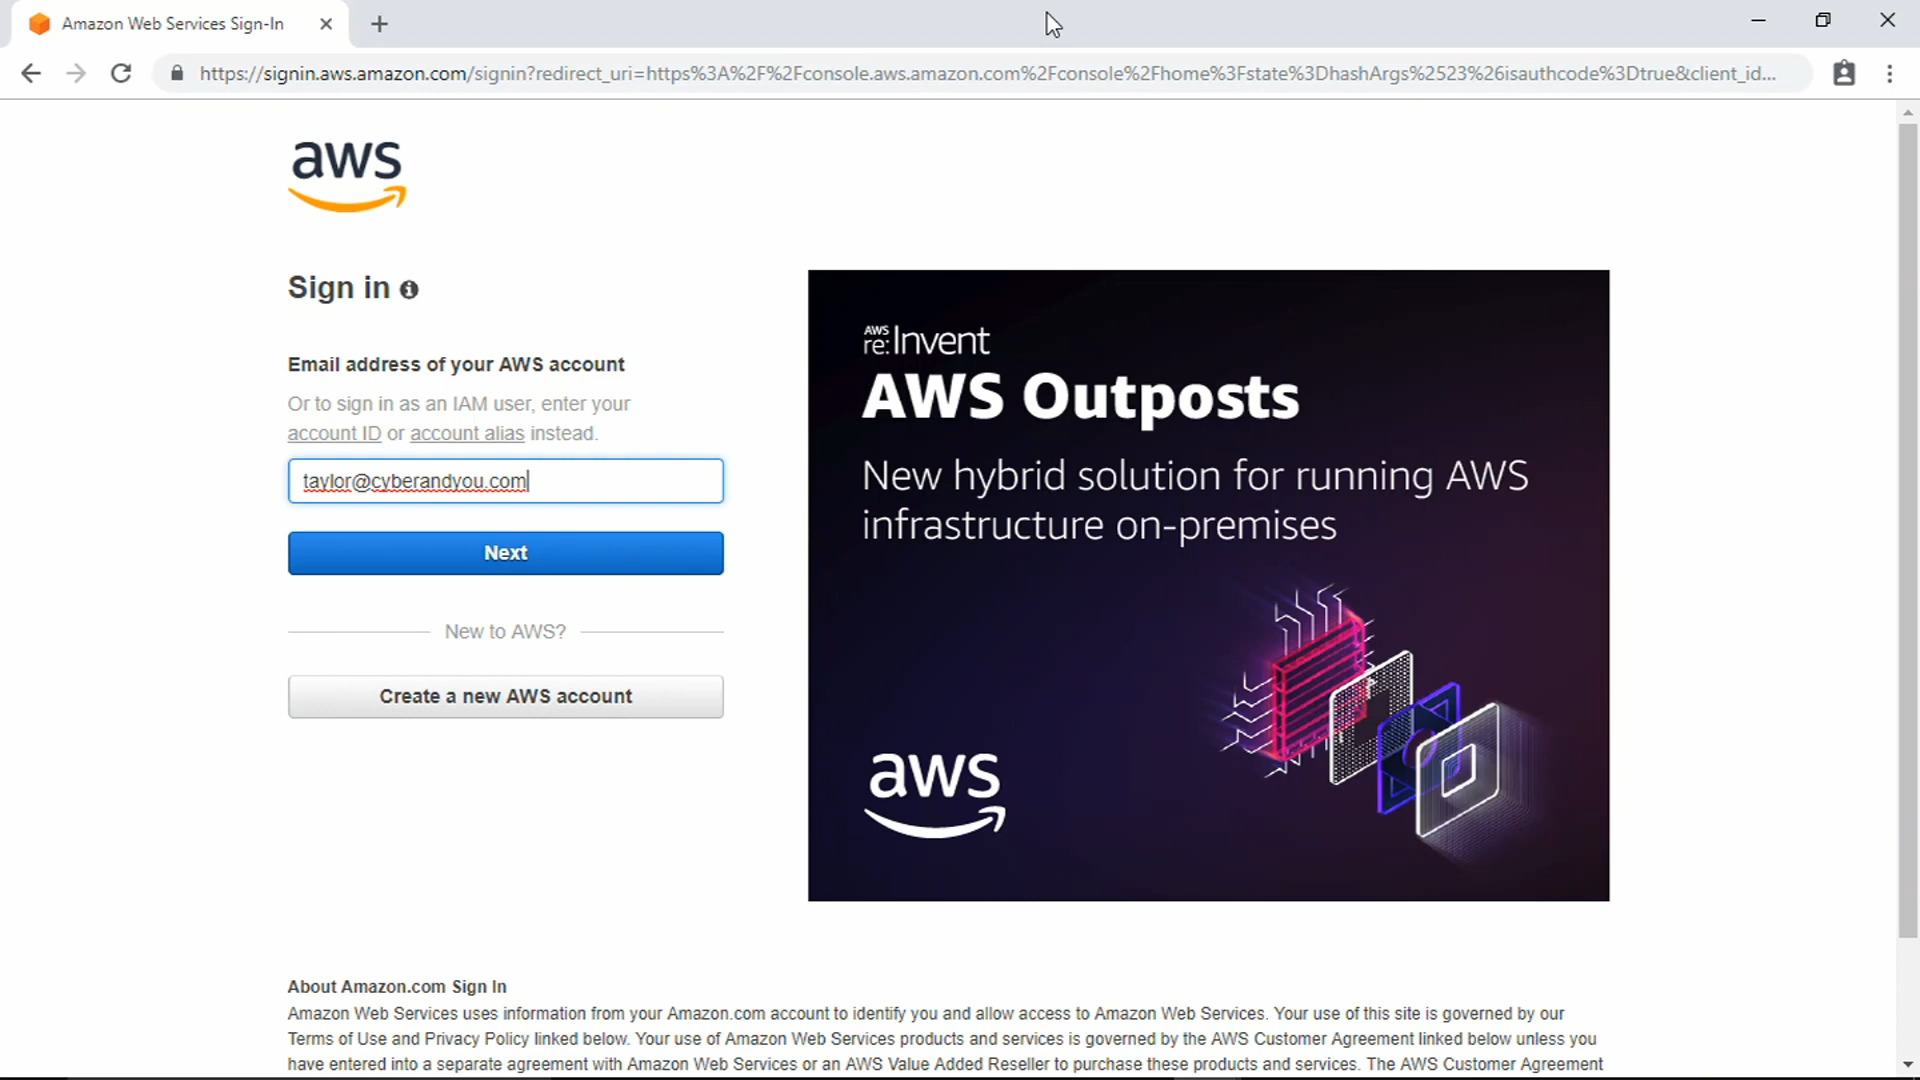 Amazon Web Services Sign-In
https://signin.aws.amazon.com/signin?redirect_uri=https%3A%2F%2Fconsole.aws.amazon.com%2Fconsole%2Fhome%3Fstate%3DhashArgs%2523%26isauthcode%3Dtrue&client_id...
aws
Sign in
Email address of your AWS account
Or to sign in as an IAM user, enter your
account ID or account alias instead.
taylor@cyberandyou.com
Next
New to AWS?
Create a new AWS account
AWS
re:Invent
AWS Outposts
New hybrid solution for running AWS
infrastructure on-premises
aws
About Amazon.com Sign In
Amazon Web Services uses information from your Amazon.com account to identify you and allow access to Amazon Web Services. Your use of this site is governed by our
Terms of Use and Privacy Policy linked below. Your use of Amazon Web Services products and services is governed by the AWS Customer Agreement linked below unless you
have entered into a separate agreement with Amazon Web Services or an AWS Value Added Reseller to purchase these products and services. The AWS Customer Agreement